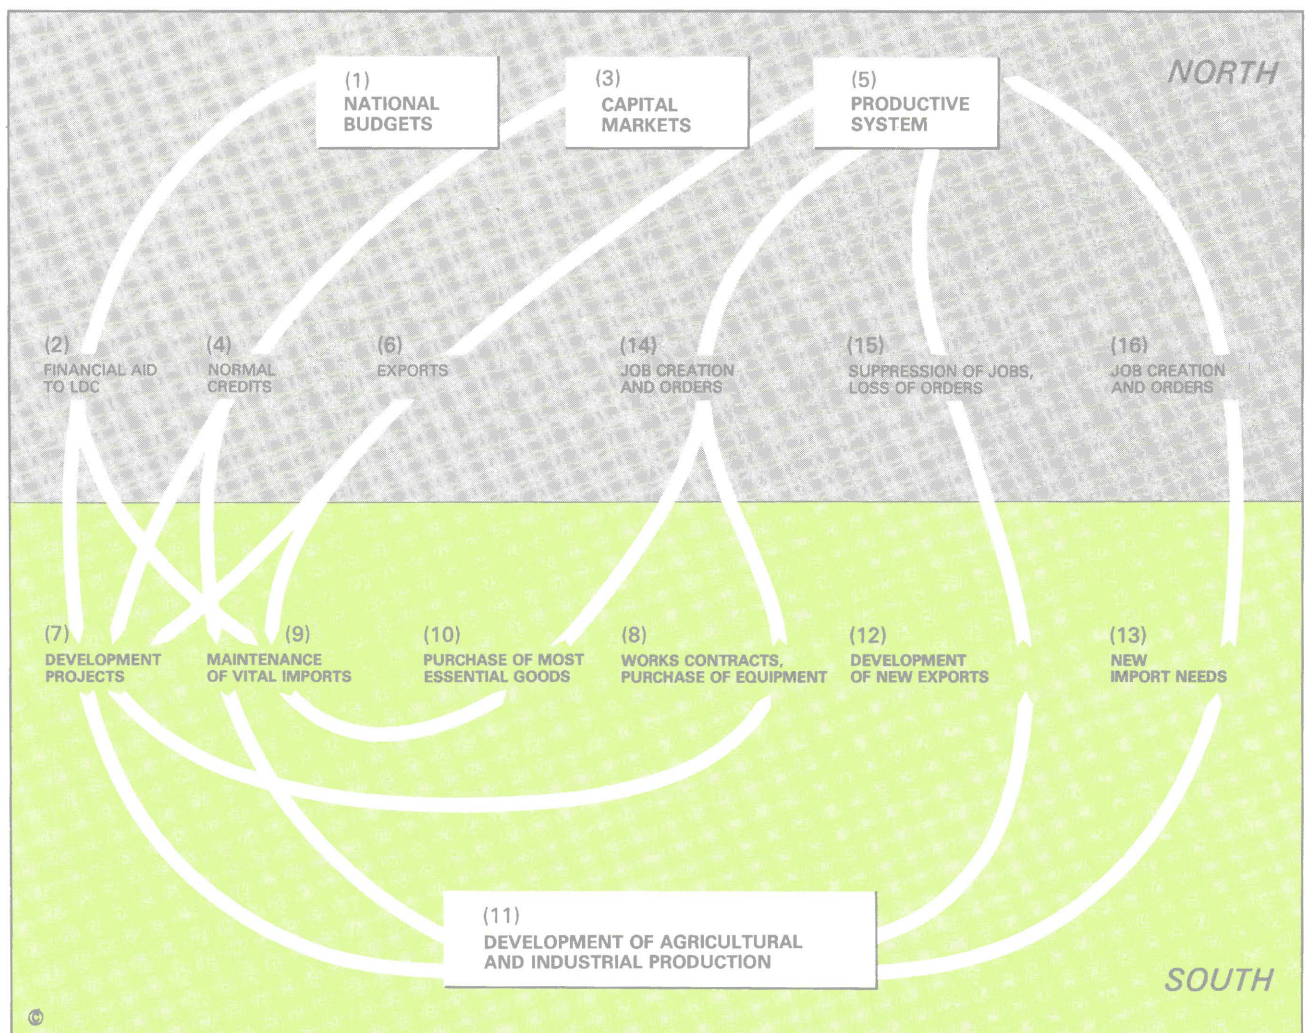 NORTH
(1)
NATIONAL
BUDGETS
(3)
CAPITAL
MARKETS
(5)
PRODUCTIVE
SYSTEM
(2)
FINANCIAL AID
TO LDC
(4)
NORMAL
CREDITS
(6)
EXPORTS
(14)
JOB CREATION
AND ORDERS
(15)
SUPPRESSION OF JOBS,
LOSS OF ORDERS
(16)
JOB CREATION
AND ORDERS
(7)
DEVELOPMENT
PROJECTS
(9)
MAINTENANCE
OF VITAL IMPORTS
(10)
PURCHASE OF MOST
ESSENTIAL GOODS
(8)
WORKS CONTRACTS,
PURCHASE OF EQUIPMENT
(12)
DEVELOPMENT
OF NEW EXPORTS
(13)
NEW
IMPORT NEEDS
(11)
DEVELOPMENT OF AGRICULTURAL
AND INDUSTRIAL PRODUCTION
SOUTH
©